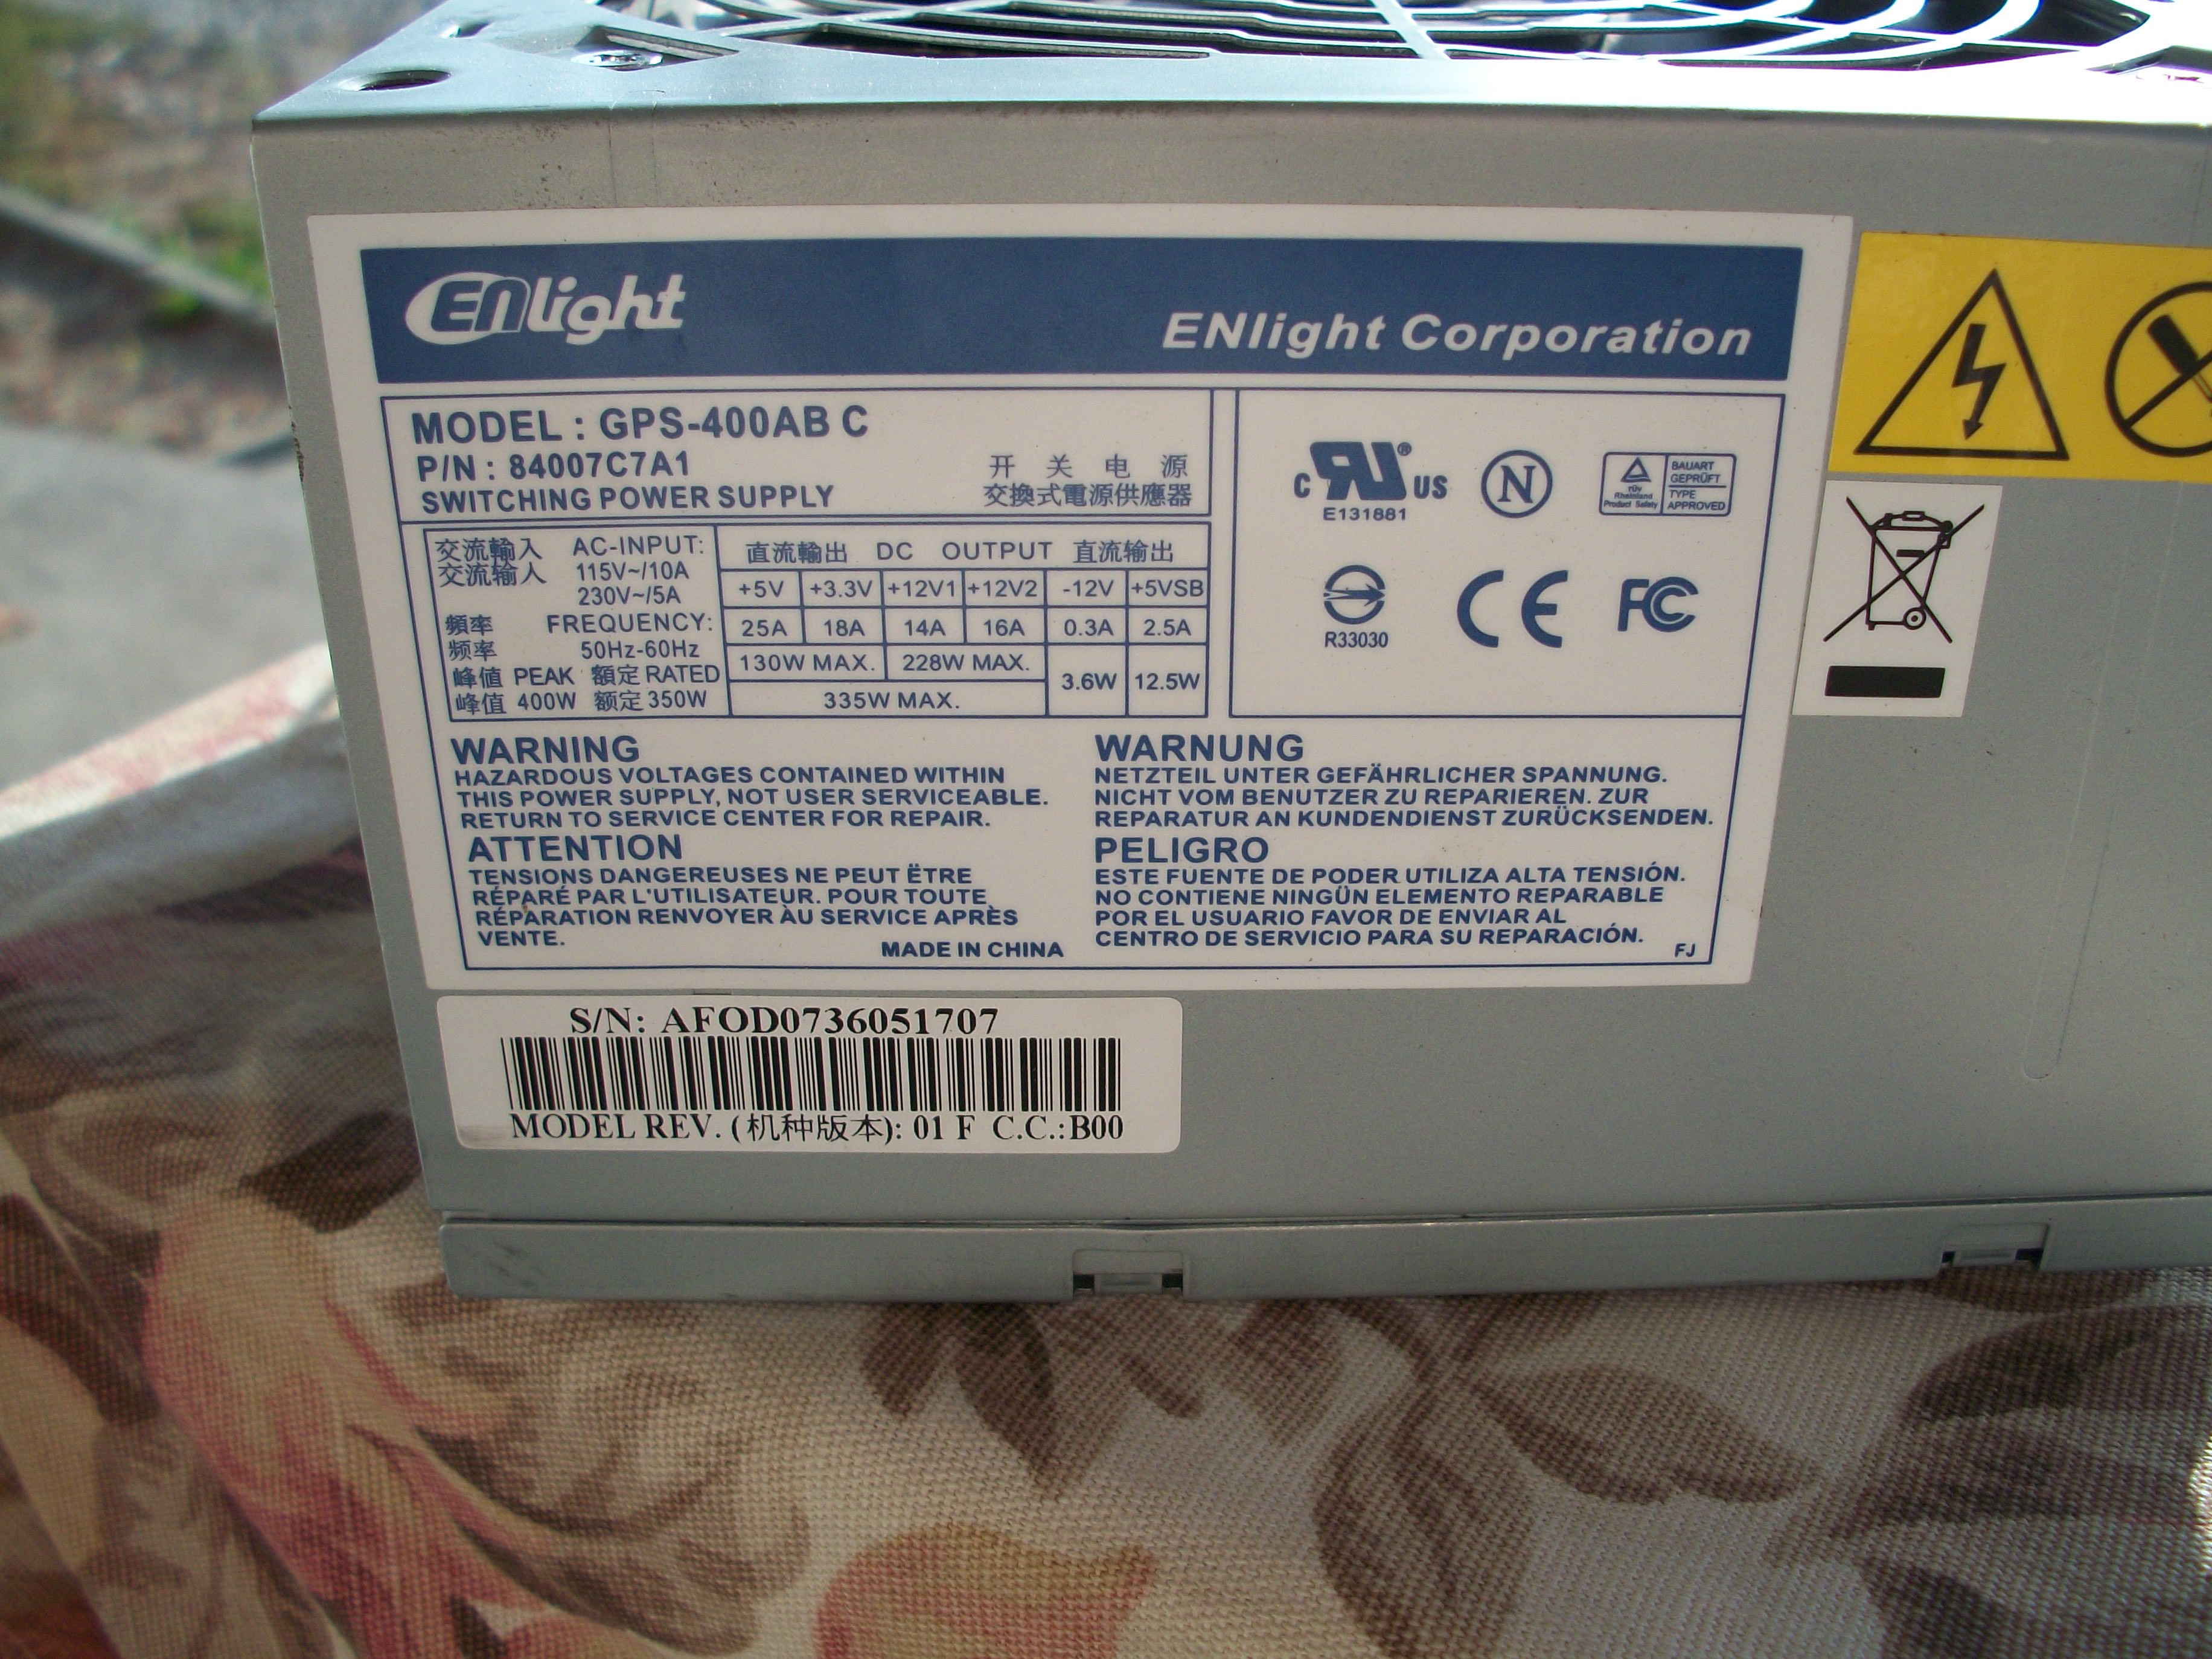 ENlight
ENlight Corporation
MODEL : GPS-400AB C
P/N : 84007C7A1
SWITCHING POWER SUPPLY
开 关 电 源
交換式電源供應器
交流輸入 AC-INPUT:
交流输入 115V~/10A
230V~/5A
頻率 FREQUENCY:
频率 50Hz-60Hz
峰值 PEAK 額定 RATED
峰值 400W 额定 350W
直流輸出 DC OUTPUT 直流输出
+5V +3.3V +12V1 +12V2 -12V +5VSB
25A 18A 14A 16A 0.3A 2.5A
130W MAX. 228W MAX. 3.6W 12.5W
335W MAX.
C RU ® US
E131881
N
TÜV Rheinland Product Safety
BAUART GEPRÜFT
TYPE APPROVED
R33030
CE
FC
WARNING
HAZARDOUS VOLTAGES CONTAINED WITHIN
THIS POWER SUPPLY, NOT USER SERVICEABLE.
RETURN TO SERVICE CENTER FOR REPAIR.
ATTENTION
TENSIONS DANGEREUSES NE PEUT ËTRE
RÉPARÉ PAR L'UTILISATEUR. POUR TOUTE
RÉPARATION RENVOYER ÀU SERVICE APRÈS
VENTE.
MADE IN CHINA
WARNUNG
NETZTEIL UNTER GEFÄHRLICHER SPANNUNG.
NICHT VOM BENUTZER ZU REPARIEREN. ZUR
REPARATUR AN KUNDENDIENST ZURÜCKSENDEN.
PELIGRO
ESTE FUENTE DE PODER UTILIZA ALTA TENSIÓN.
NO CONTIENE NINGÜN ELEMENTO REPARABLE
POR EL USUARIO FAVOR DE ENVIAR AL
CENTRO DE SERVICIO PARA SU REPARACIÓN.
FJ
S/N: AFOD0736051707
MODEL REV. (机种版本): 01 F C.C.:B00